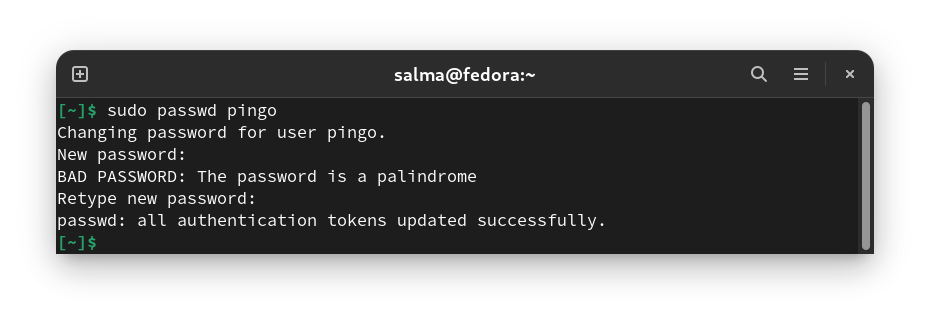 salma@fedora:~
[~]$ sudo passwd pingo
Changing password for user pingo.
New password:
BAD PASSWORD: The password is a palindrome
Retype new password:
passwd: all authentication tokens updated successfully.
[~]$